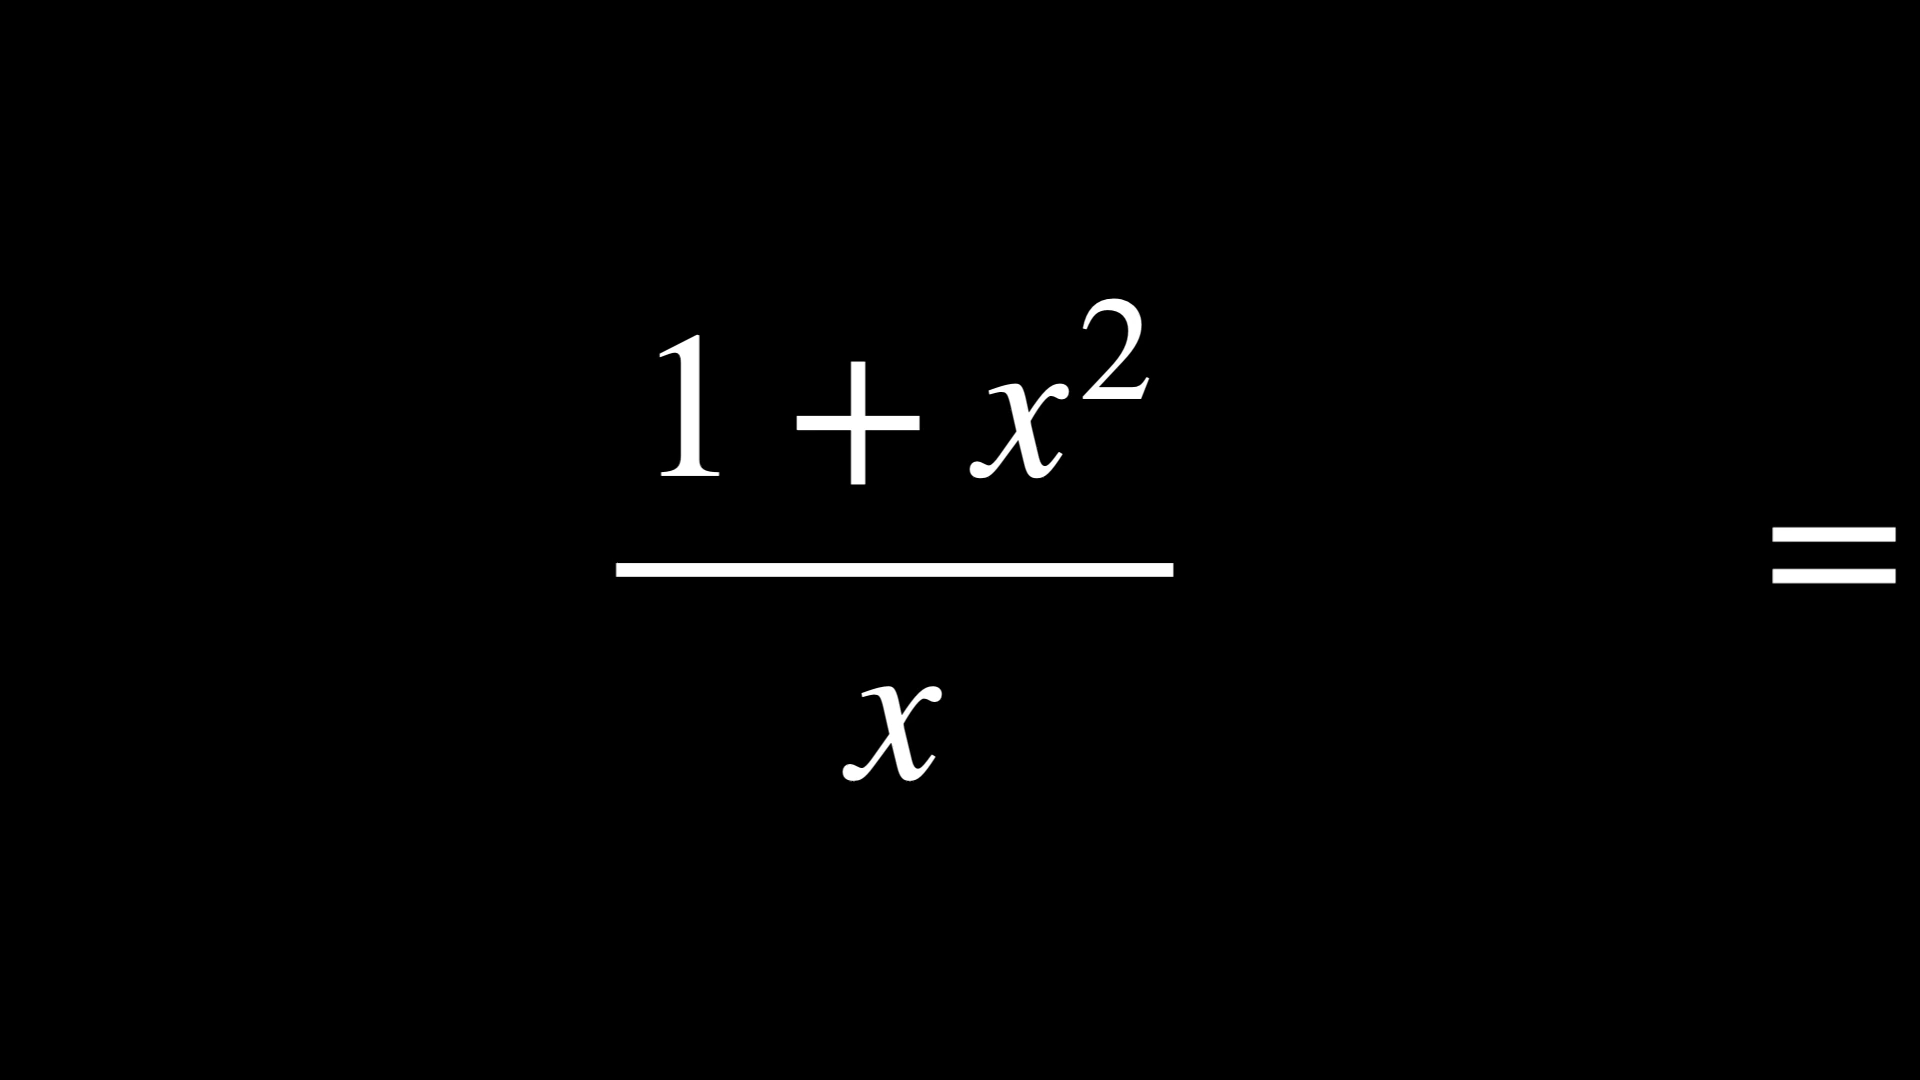 1 + x²
x
=